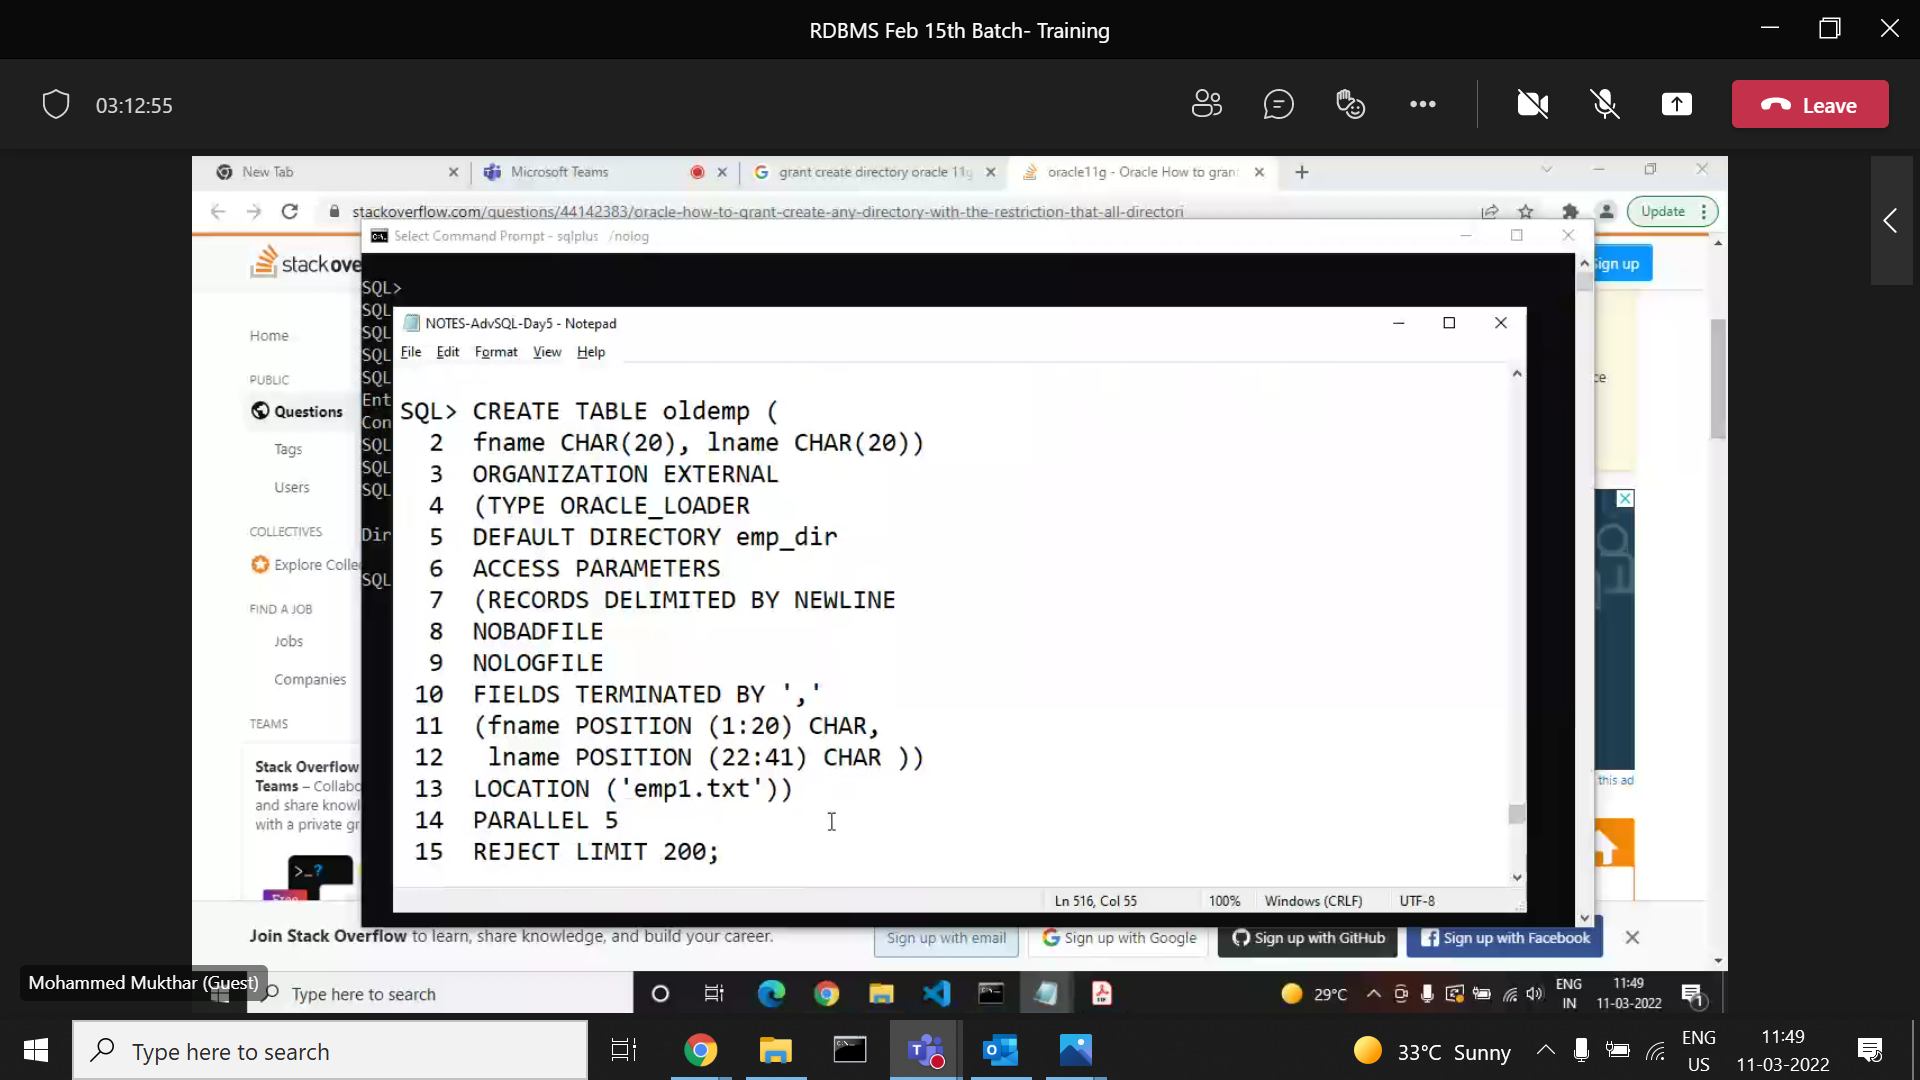 RDBMS Feb 15th Batch- Training
03:12:55
Leave
New Tab
Microsoft Teams
grant create directory oracle 11g
oracle11g - Oracle How to gran
stackoverflow.com/questions/44142383/oracle-how-to-grant-create-any-directory-with-the-restriction-that-all-directori
Update
Select Command Prompt - sqlplus /nolog
stackove
ign up
SQL>
SQL
SQL
SQL
SQL
Ent
Con
SQL
SQL
SQL
Dir
SQL
Home
PUBLIC
Questions
Tags
Users
COLLECTIVES
Explore Colle
FIND A JOB
Jobs
Companies
TEAMS
Stack Overflow
Teams – Collabo
and share knowl
with a private gr
>_?
Free
ce
this ad
NOTES-AdvSQL-Day5 - Notepad
File Edit Format View Help
SQL> CREATE TABLE oldemp (
2 fname CHAR(20), lname CHAR(20))
3 ORGANIZATION EXTERNAL
4 (TYPE ORACLE_LOADER
5 DEFAULT DIRECTORY emp_dir
6 ACCESS PARAMETERS
7 (RECORDS DELIMITED BY NEWLINE
8 NOBADFILE
9 NOLOGFILE
10 FIELDS TERMINATED BY ','
11 (fname POSITION (1:20) CHAR,
12 lname POSITION (22:41) CHAR ))
13 LOCATION ('emp1.txt'))
14 PARALLEL 5
15 REJECT LIMIT 200;
Ln 516, Col 55
100%
Windows (CRLF)
UTF-8
Join Stack Overflow to learn, share knowledge, and build your career.
Sign up with email
Sign up with Google
Sign up with GitHub
Sign up with Facebook
Mohammed Mukthar (Guest)
Type here to search
29°C
ENG
IN
11:49
11-03-2022
1
Type here to search
33°C Sunny
ENG
US
11:49
11-03-2022